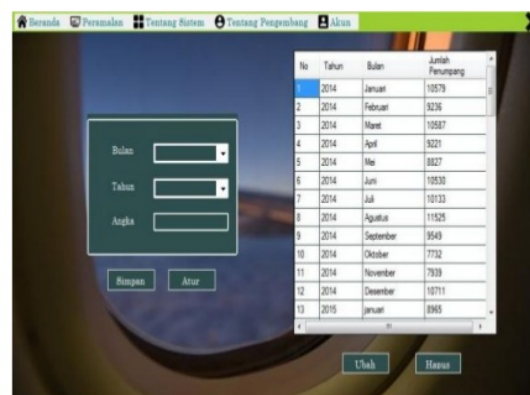 Beranda Peramalan Tentang Sistem Tentang Pengembang Akun
Bulan
Tahun
Angka
Simpan Atur
No Tahun Bulan Jumlah Penumpang
1 2014 Januari 10579
2 2014 Februari 9236
3 2014 Maret 10587
4 2014 April 9221
5 2014 Mei 8827
6 2014 Juni 10530
7 2014 Juli 10133
8 2014 Agustus 11525
9 2014 September 9549
10 2014 Oktober 7732
11 2014 November 7939
12 2014 Desember 10711
13 2015 januari 8965
Ubah Hapus